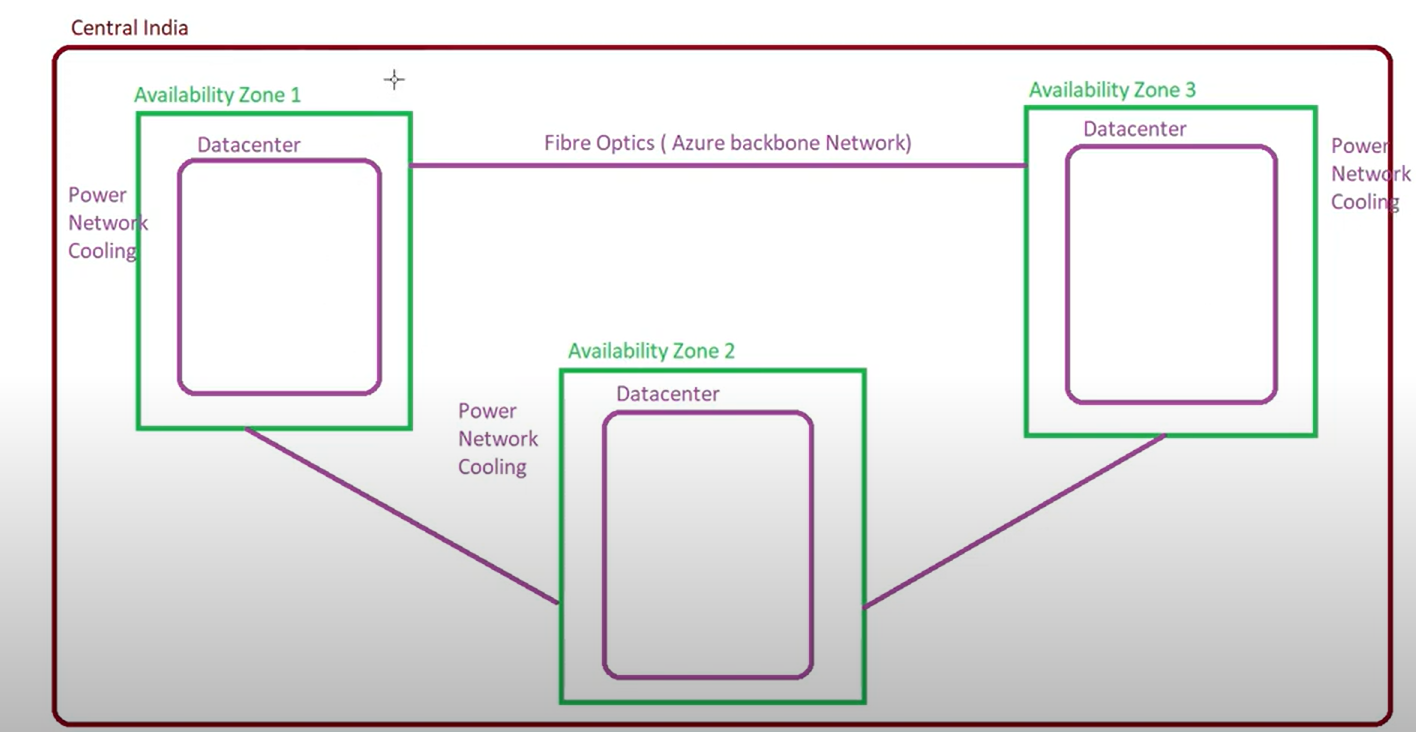 Central India
Availability Zone 1
Datacenter
Power
Network
Cooling
Fibre Optics ( Azure backbone Network)
Availability Zone 3
Datacenter
Power
Network
Cooling
Availability Zone 2
Datacenter
Power
Network
Cooling